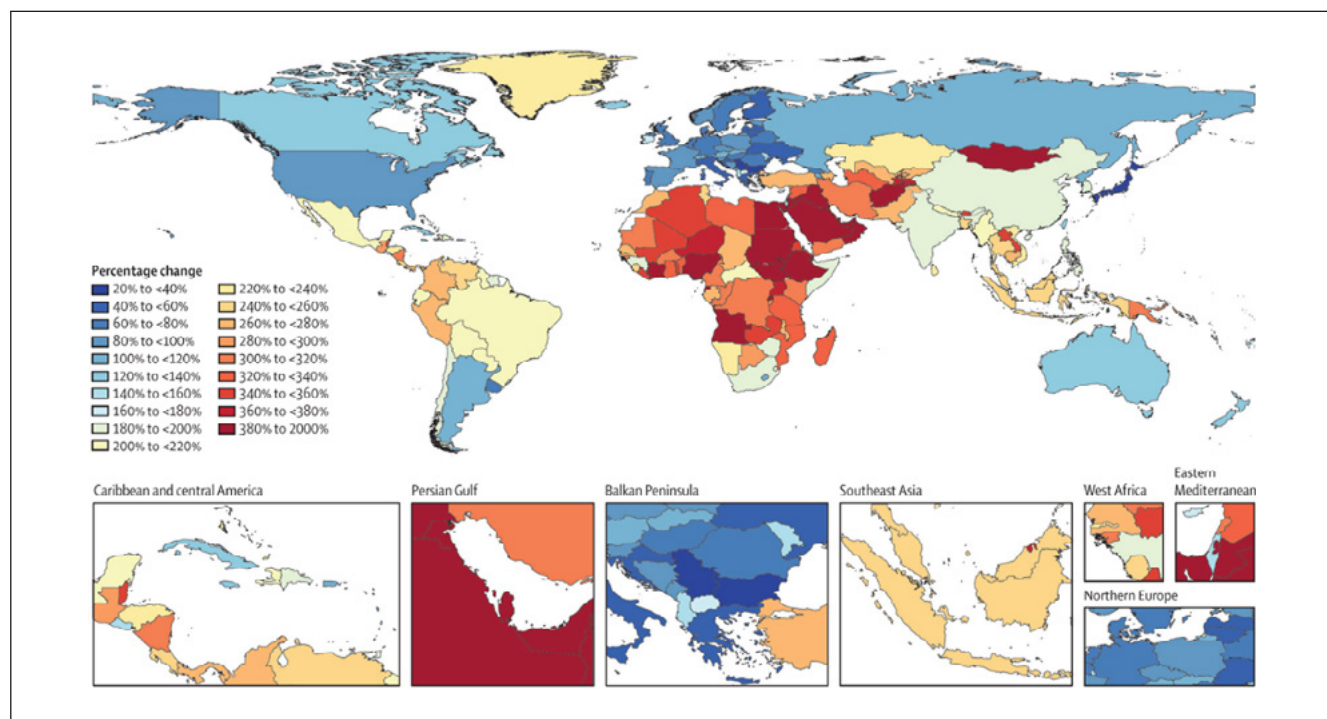 Percentage change
20% to <40%
40% to <60%
60% to <80%
80% to <100%
100% to <120%
120% to <140%
140% to <160%
160% to <180%
180% to <200%
200% to <220%
220% to <240%
240% to <260%
260% to <280%
280% to <300%
300% to <320%
320% to <340%
340% to <360%
360% to <380%
380% to 2000%
Caribbean and central America
Persian Gulf
Balkan Peninsula
Southeast Asia
West Africa
Eastern
Mediterranean
Northern Europe